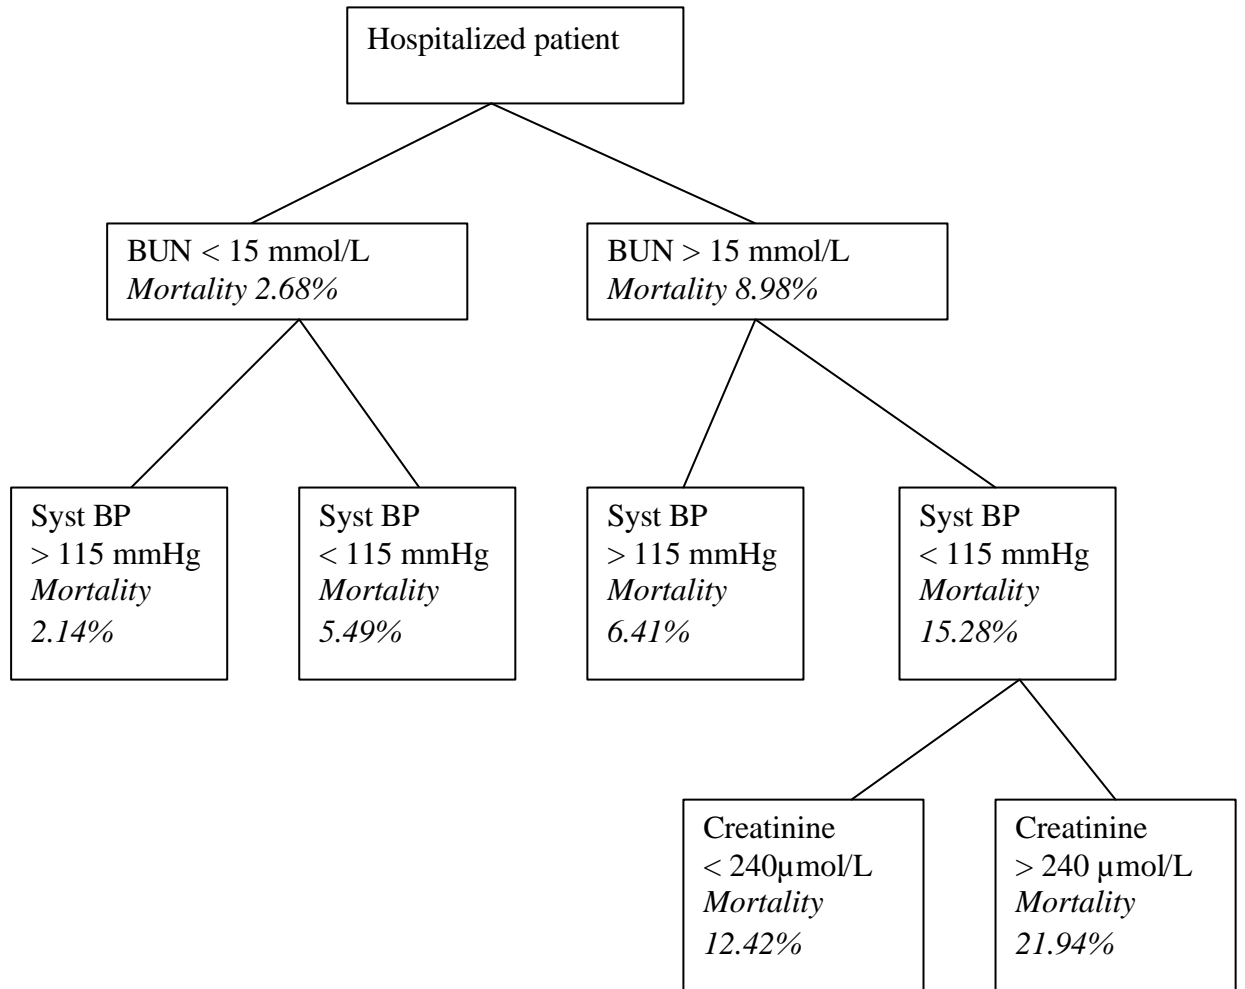 Hospitalized patient
BUN < 15 mmol/L
Mortality 2.68%
BUN > 15 mmol/L
Mortality 8.98%
Syst BP
> 115 mmHg
Mortality
2.14%
Syst BP
< 115 mmHg
Mortality
5.49%
Syst BP
> 115 mmHg
Mortality
6.41%
Syst BP
< 115 mmHg
Mortality
15.28%
Creatinine
< 240µmol/L
Mortality
12.42%
Creatinine
> 240 µmol/L
Mortality
21.94%